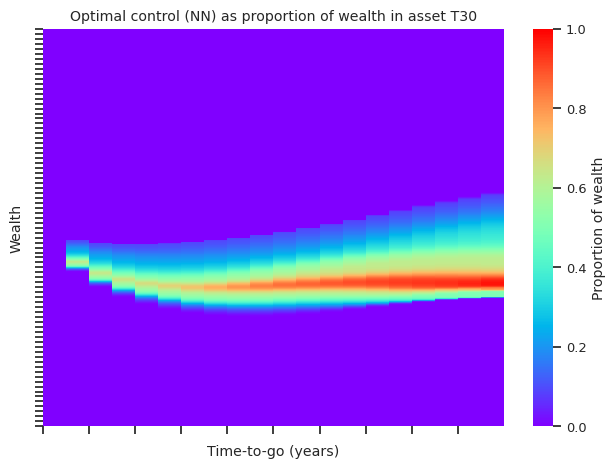 Optimal control (NN) as proportion of wealth in asset T30
Wealth
Time-to-go (years)
1.0
0.8
0.6
0.4
0.2
0.0
Proportion of wealth